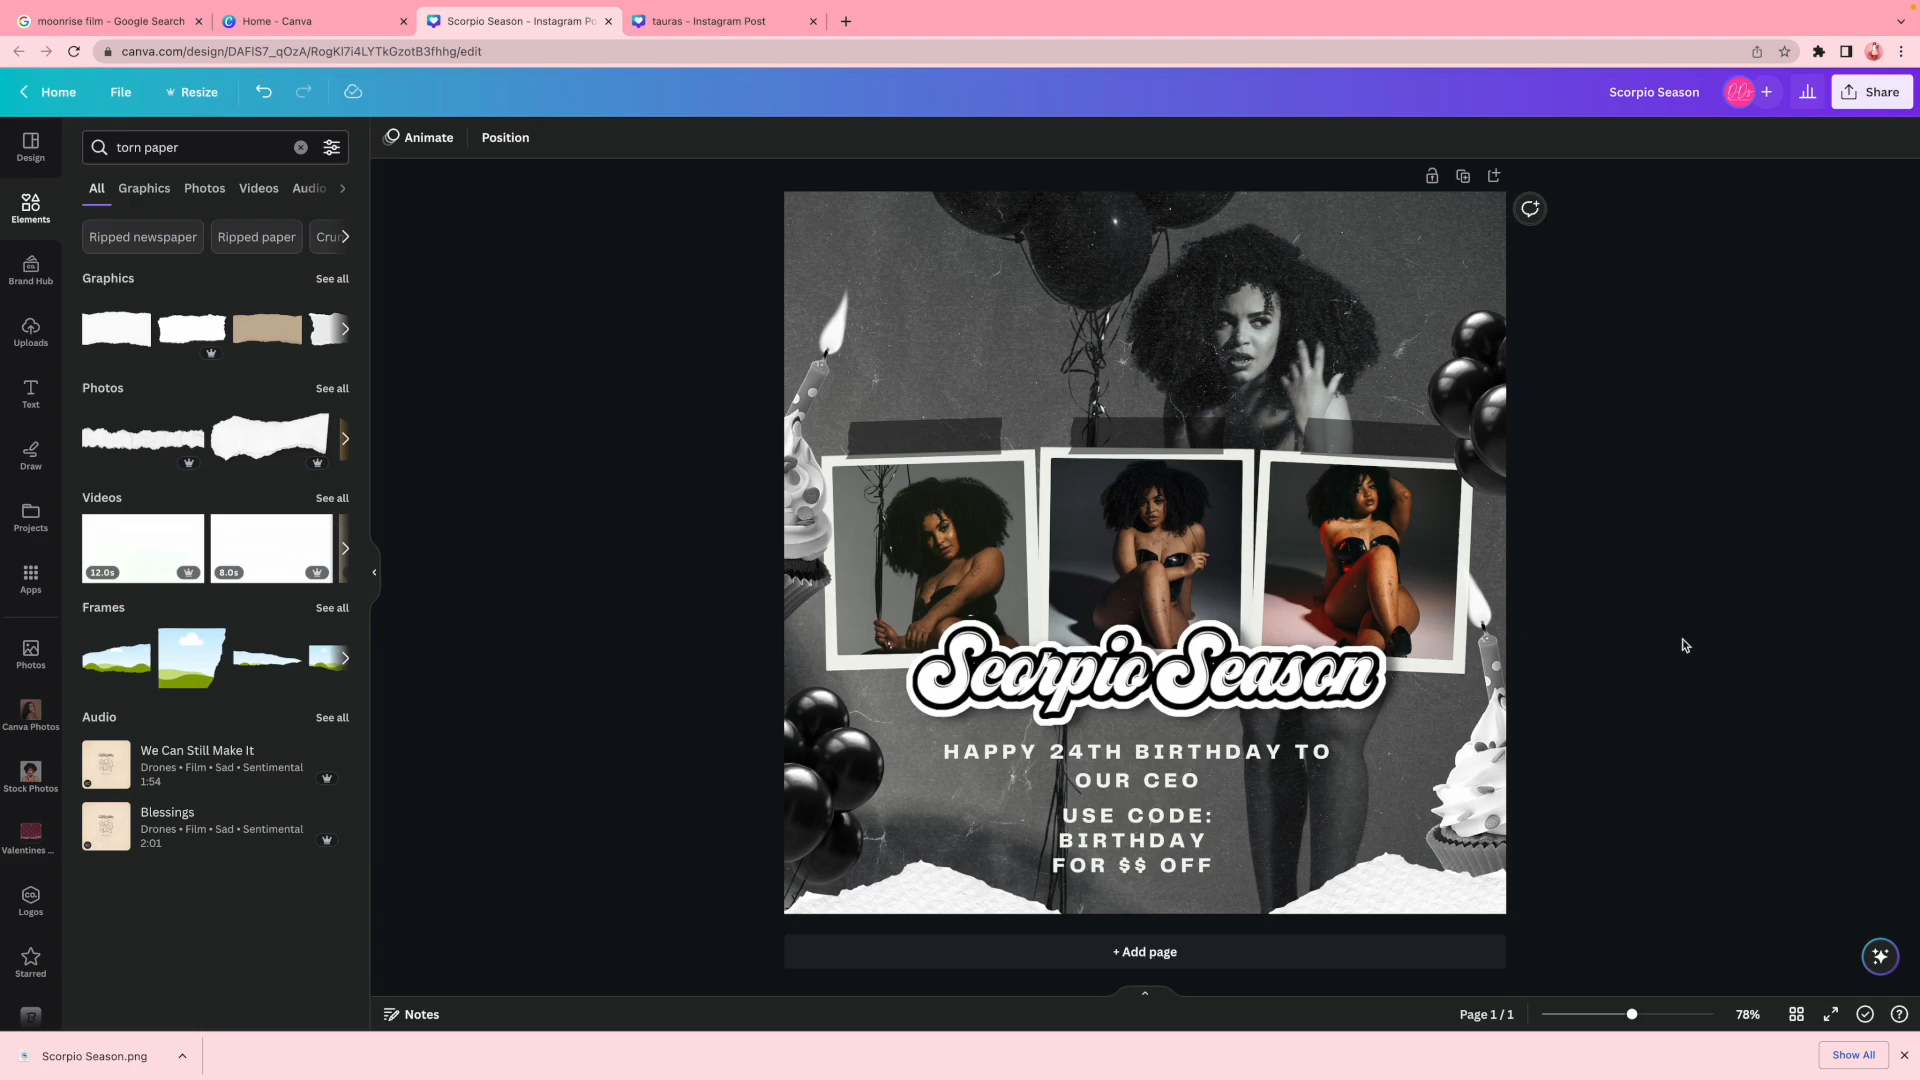 moonrise film - Google Search
Home - Canva
Scorpio Season - Instagram Po
tauras - Instagram Post
canva.com/design/DAFIS7_qOzA/RogKI7i4LYTkGzotB3fhhg/edit
Home
File
Resize
Scorpio Season
Share
Design
Elements
Brand Hub
Uploads
Text
Draw
Projects
Apps
Photos
Canva Photos
Stock Photos
Valentines ...
Logos
Starred
torn paper
All Graphics Photos Videos Audio
Ripped newspaper Ripped paper Cru
Graphics See all
Photos See all
Videos See all
12.0s 8.0s
Frames See all
Audio See all
We Can Still Make It
Drones • Film • Sad • Sentimental
1:54
Blessings
Drones • Film • Sad • Sentimental
2:01
Animate Position
Scorpio Season
HAPPY 24TH BIRTHDAY TO
OUR CEO
USE CODE:
BIRTHDAY
FOR $$ OFF
+ Add page
Notes
Page 1 / 1
78%
Scorpio Season.png
Show All